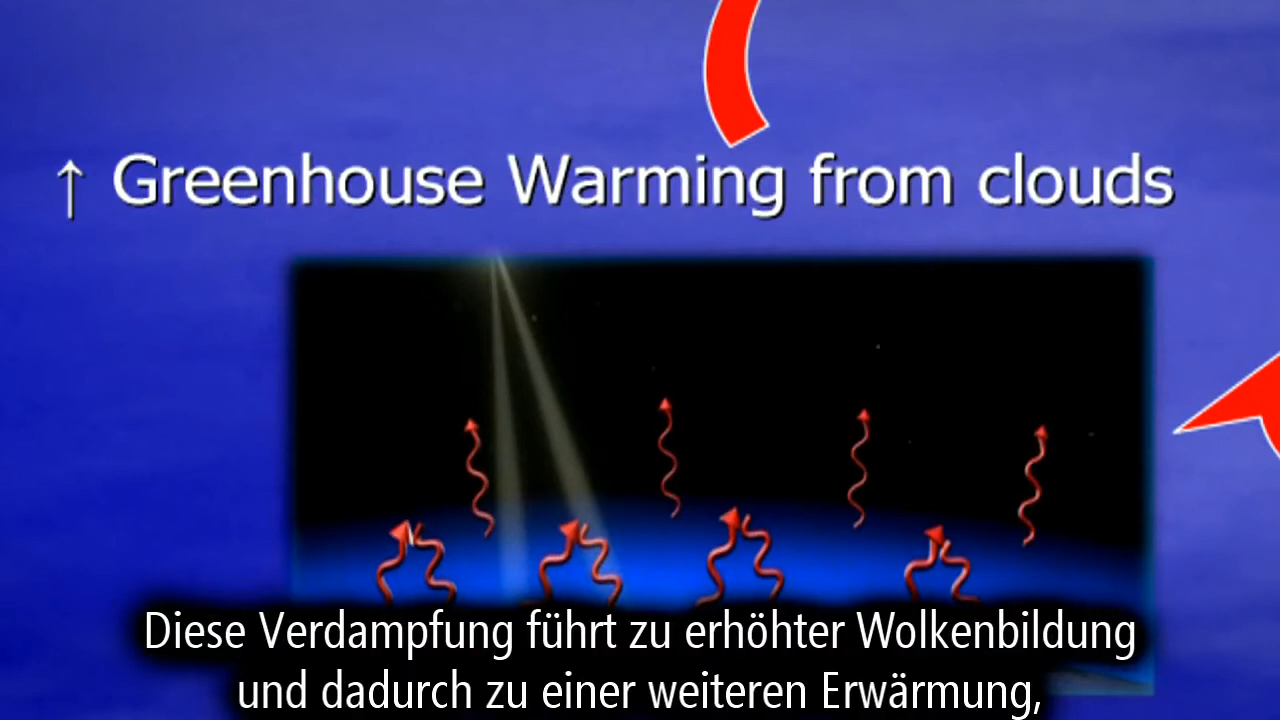 ↑ Greenhouse Warming from clouds
Diese Verdampfung führt zu erhöhter Wolkenbildung
und dadurch zu einer weiteren Erwärmung,